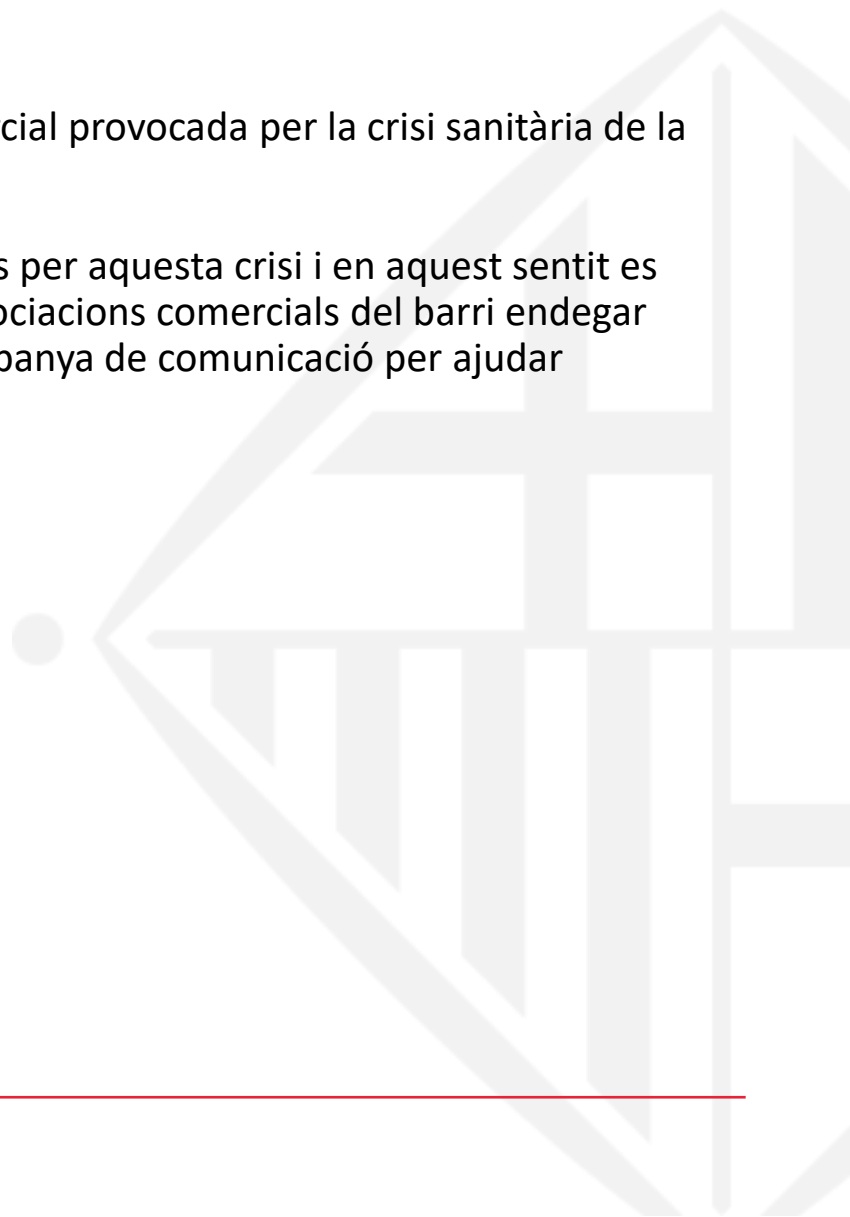 cial provocada per la crisi sanitària de la
s per aquesta crisi i en aquest sentit es
ociacions comercials del barri endegar
panya de comunicació per ajudar